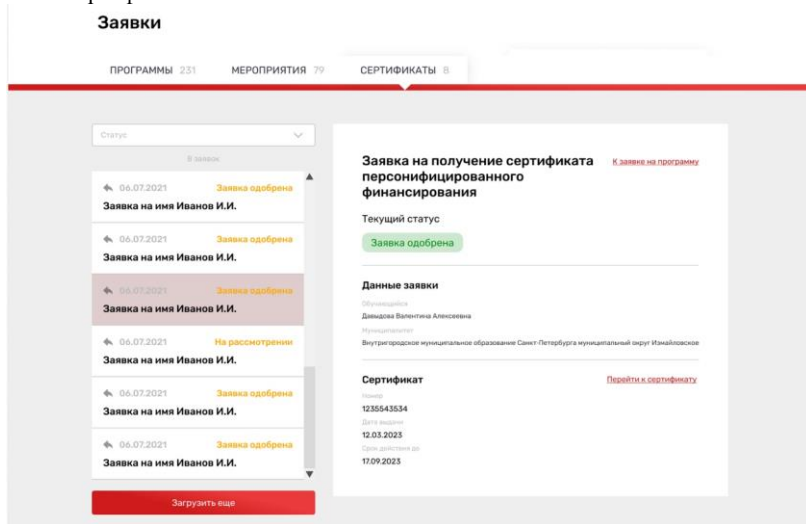 Заявки
ПРОГРАММЫ 231 МЕРОПРИЯТИЯ 79 СЕРТИФИКАТЫ 8
Статус
8 заявок
06.07.2021 Заявка одобрена
Заявка на имя Иванов И.И.
06.07.2021 Заявка одобрена
Заявка на имя Иванов И.И.
06.07.2021 Заявка одобрена
Заявка на имя Иванов И.И.
06.07.2021 На рассмотрении
Заявка на имя Иванов И.И.
06.07.2021 Заявка одобрена
Заявка на имя Иванов И.И.
06.07.2021 Заявка одобрена
Заявка на имя Иванов И.И.
Загрузить еще
Заявка на получение сертификата К заявке на программу
персонифицированного
финансирования
Текущий статус
Заявка одобрена
Данные заявки
Обучающийся
Давыдова Валентина Алексеевна
Муниципалитет
Внутригородское муниципальное образование Санкт-Петербурга муниципальный округ Измайловское
Сертификат Перейти к сертификату
Номер
1235543534
Дата выдачи
12.03.2023
Срок действия до
17.09.2023